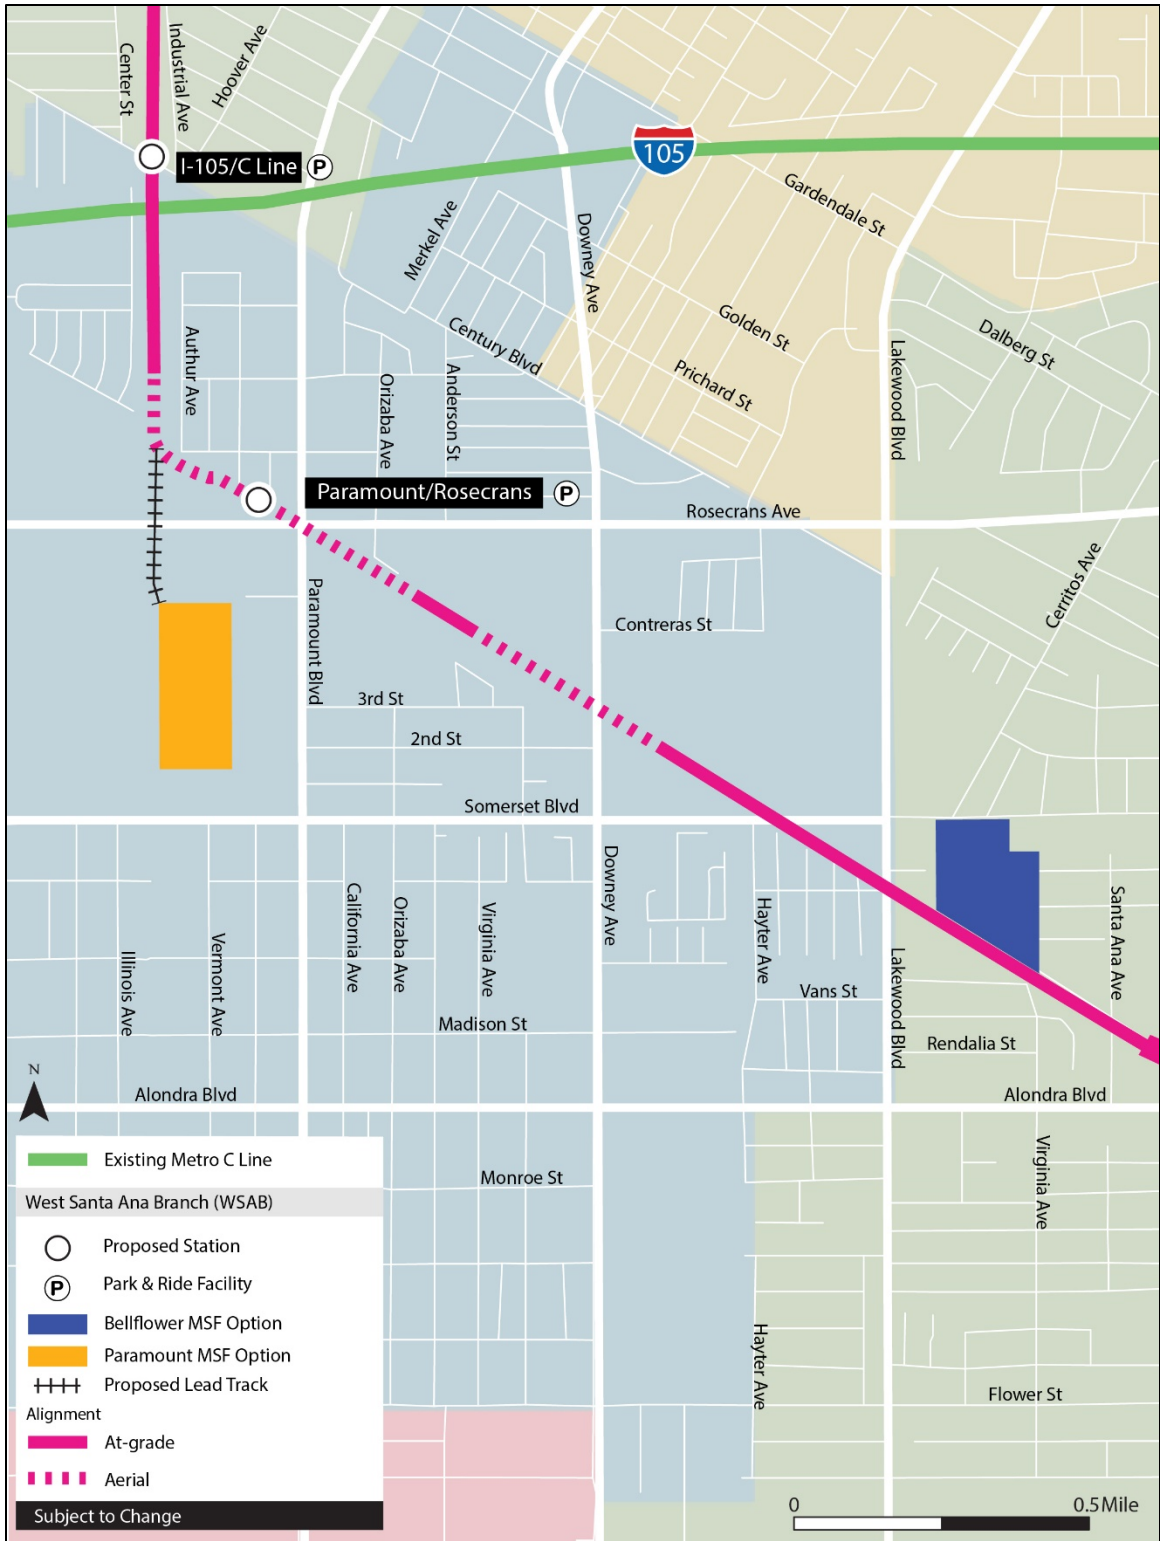 Center St
Industrial Ave
Hoover Ave
I-105/C Line
P
105
Gardendale St
Merkel Ave
Downey Ave
Golden St
Dalberg St
Century Blvd
Prichard St
Lakewood Blvd
Authur Ave
Orizaba Ave
Anderson St
Paramount/Rosecrans
P
Rosecrans Ave
Cerritos Ave
Paramount Blvd
Contreras St
3rd St
2nd St
Somerset Blvd
California Ave
Orizaba Ave
Virginia Ave
Downey Ave
Hayter Ave
Santa Ana Ave
Illinois Ave
Vermont Ave
Lakewood Blvd
Vans St
Madison St
Rendalia St
N
Alondra Blvd
Alondra Blvd
Virginia Ave
Monroe St
Hayter Ave
Flower St
Existing Metro C Line
West Santa Ana Branch (WSAB)
Proposed Station
P
Park & Ride Facility
Bellflower MSF Option
Paramount MSF Option
Proposed Lead Track
Alignment
At-grade
Aerial
Subject to Change
0
0.5Mile